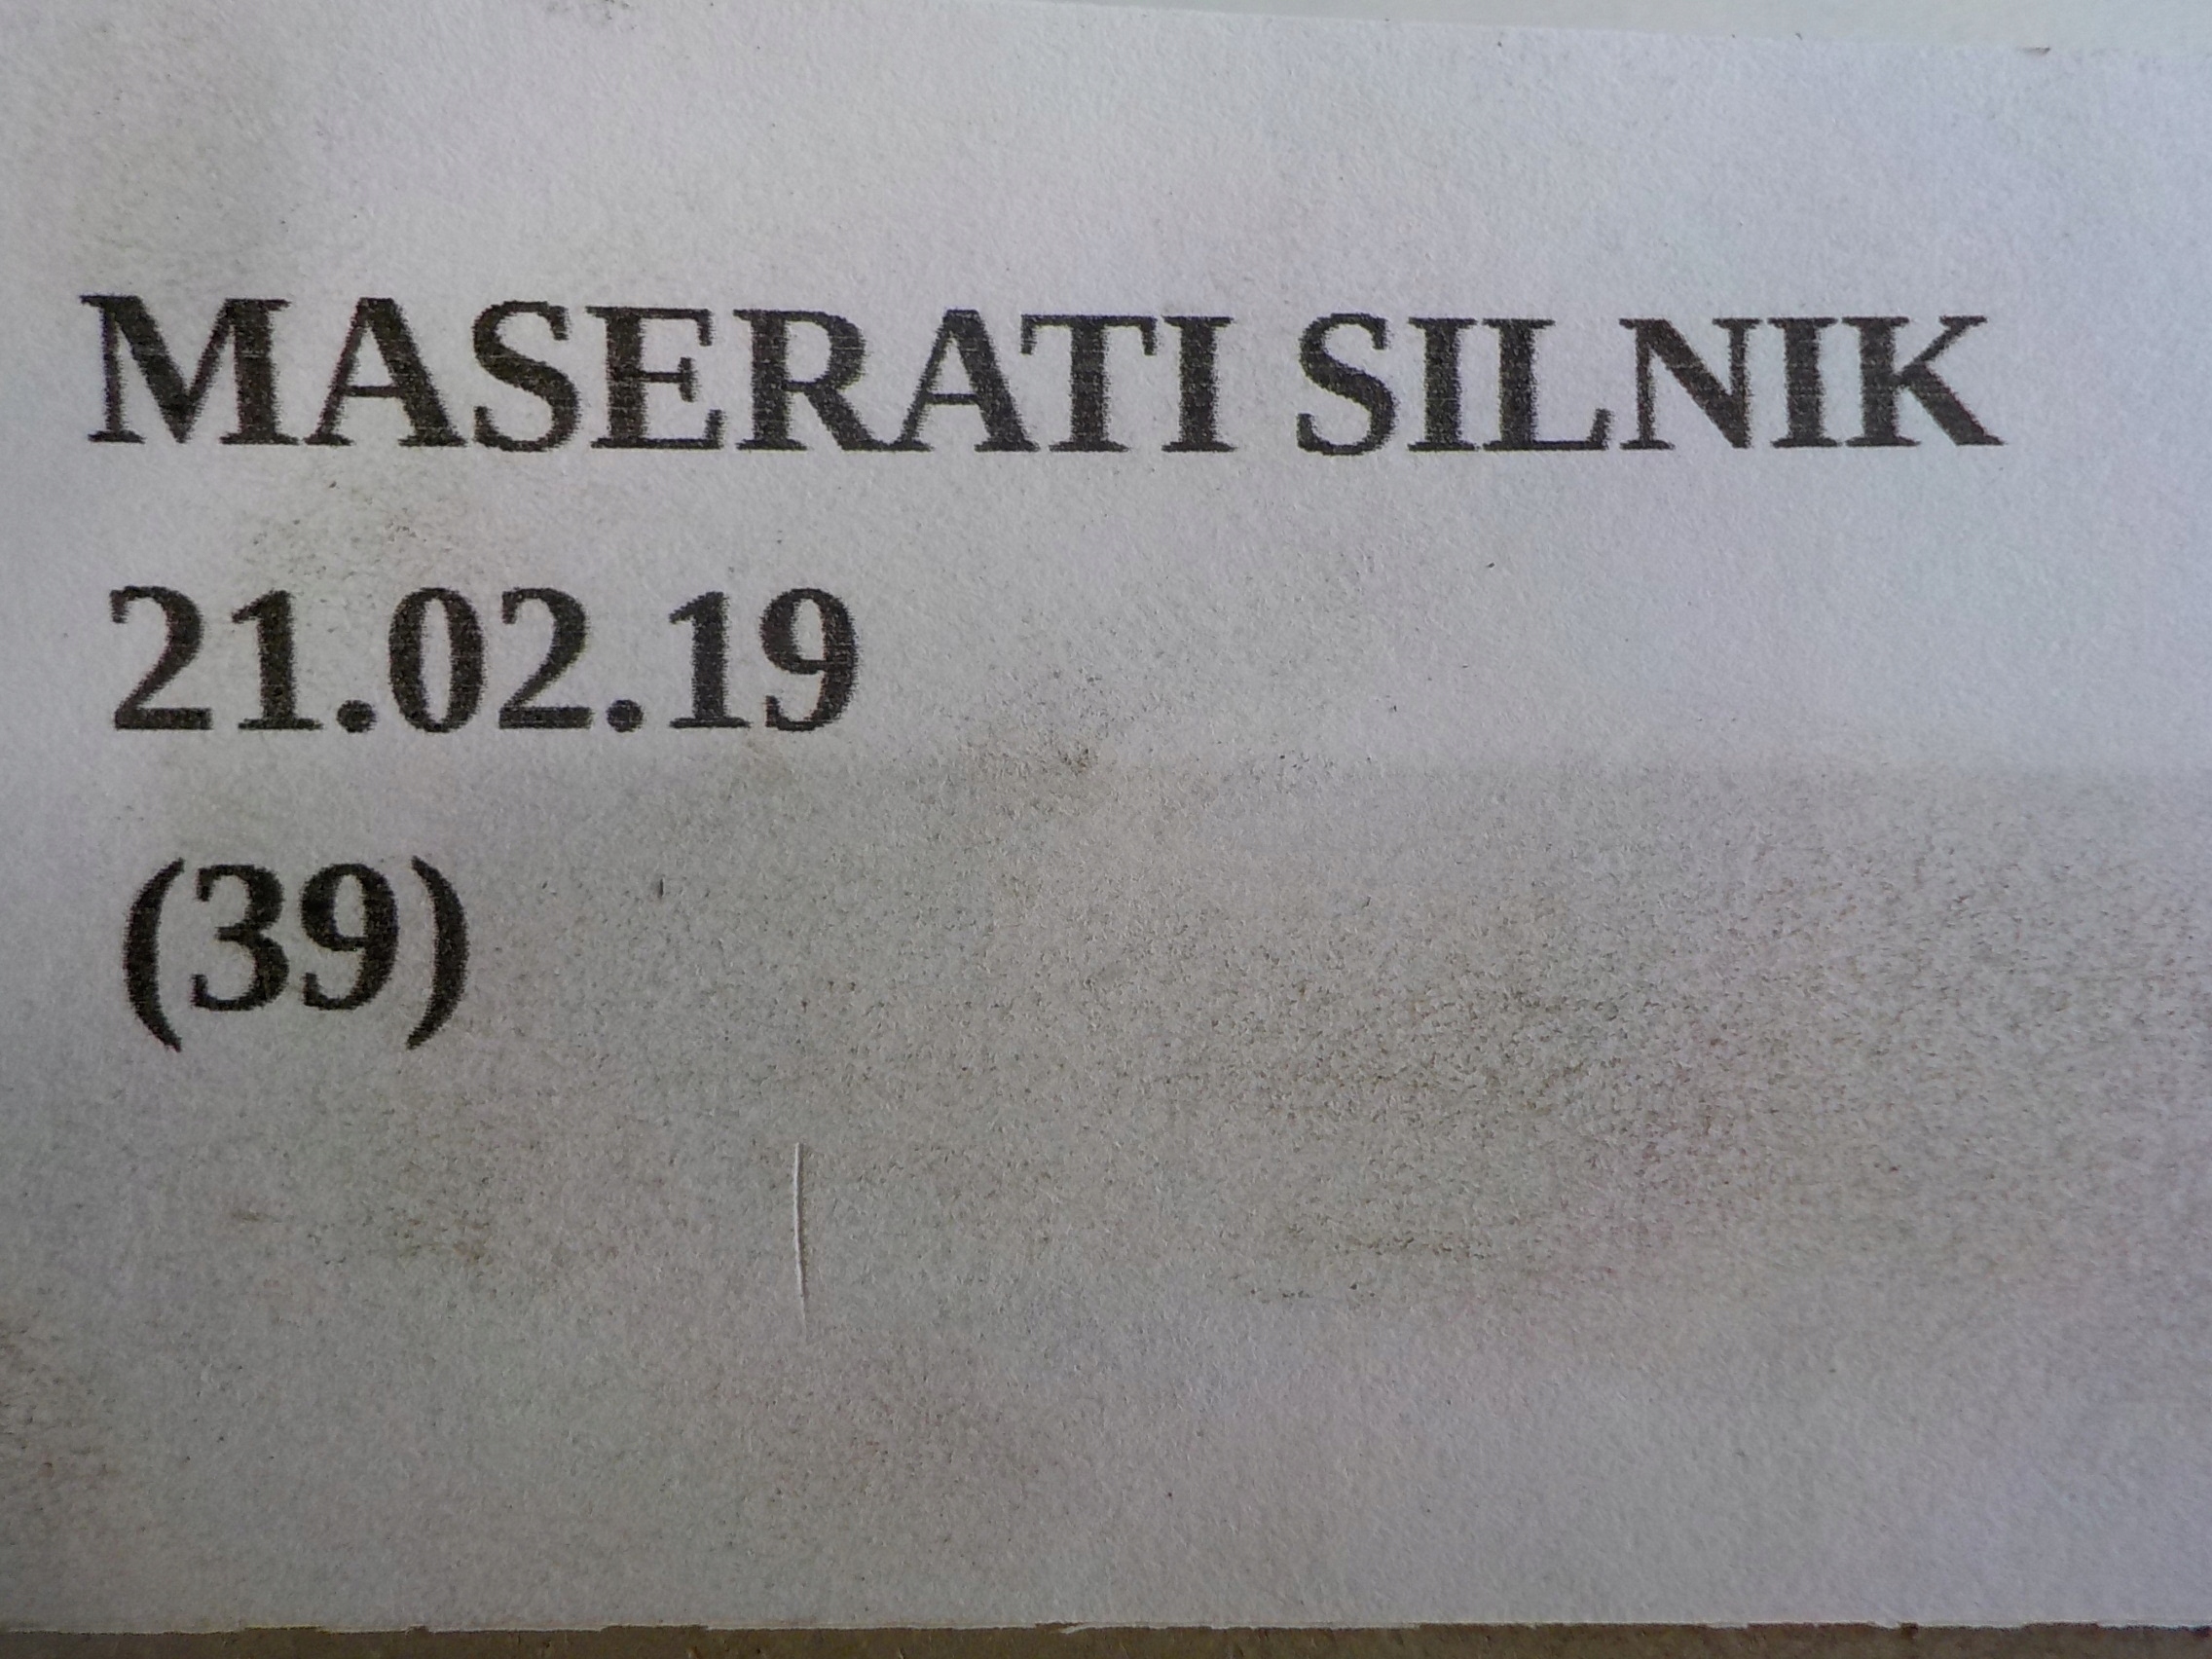 MASERATI SILNIK
21.02.19
(39)